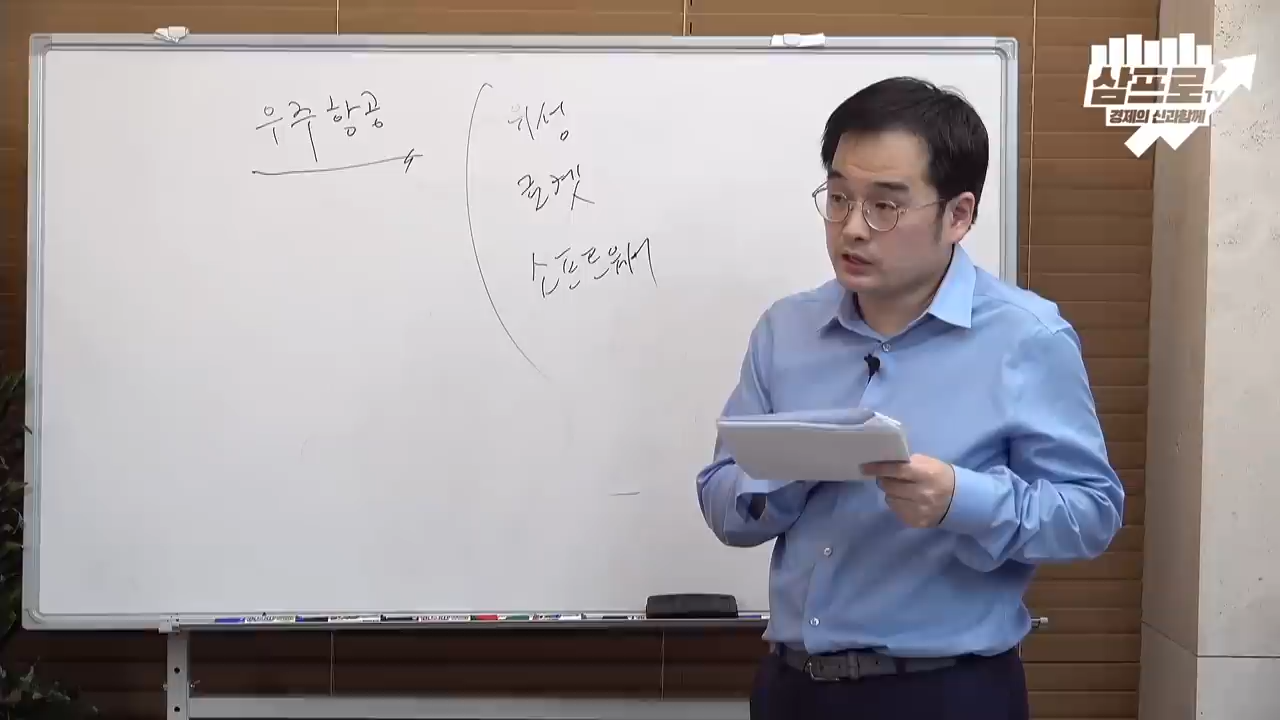 우주항공
위성
로켓
소프트웨어
삼프로TV
경제의 신과함께